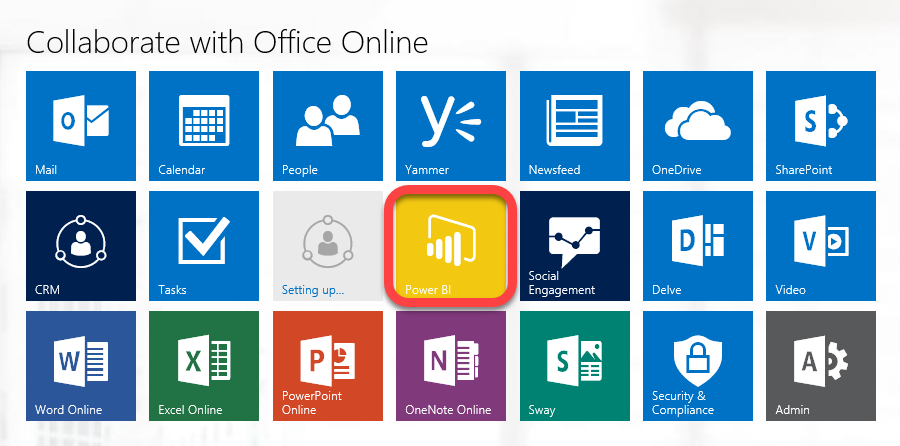 Collaborate with Office Online
Mail
Calendar
People
Yammer
Newsfeed
OneDrive
SharePoint
CRM
Tasks
Setting up...
Power BI
Social
Engagement
Delve
Video
Word Online
Excel Online
PowerPoint
Online
OneNote Online
Sway
Security &
Compliance
Admin